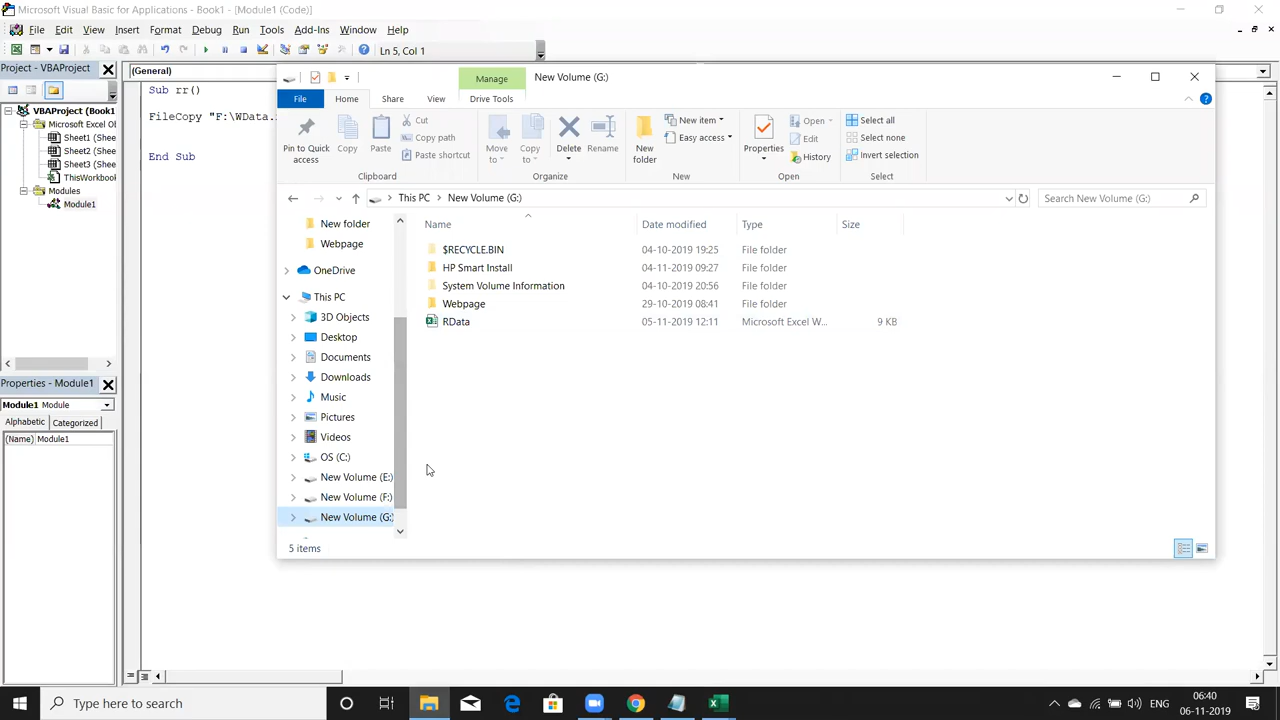 Microsoft Visual Basic for Applications - Book1 - [Module1 (Code)]
File Edit View Insert Format Debug Run Tools Add-Ins Window Help
Ln 5, Col 1
Project - VBAProject
(General)
VBAProject (Book1
Microsoft Excel Ol
Sheet1 (Shee
Sheet2 (Shee
Sheet3 (Shee
ThisWorkbook
Modules
Module1
Properties - Module1
Module1 Module
Alphabetic Categorized
(Name) Module1
Sub rr()
FileCopy "F:\WData.
End Sub
Manage
New Volume (G:)
File Home Share View Drive Tools
Pin to Quick access
Copy
Paste
Cut
Copy path
Paste shortcut
Clipboard
Move to
Copy to
Delete
Rename
Organize
New folder
New item
Easy access
New
Properties
Open
Edit
History
Open
Select all
Select none
Invert selection
Select
This PC New Volume (G:)
Search New Volume (G:)
New folder
Webpage
OneDrive
This PC
3D Objects
Desktop
Documents
Downloads
Music
Pictures
Videos
OS (C:)
New Volume (E:)
New Volume (F:)
New Volume (G:)
Name Date modified Type Size
$RECYCLE.BIN 04-10-2019 19:25 File folder
HP Smart Install 04-11-2019 09:27 File folder
System Volume Information 04-10-2019 20:56 File folder
Webpage 29-10-2019 08:41 File folder
RData 05-11-2019 12:11 Microsoft Excel W... 9 KB
5 items
Type here to search
ENG
06:40
06-11-2019